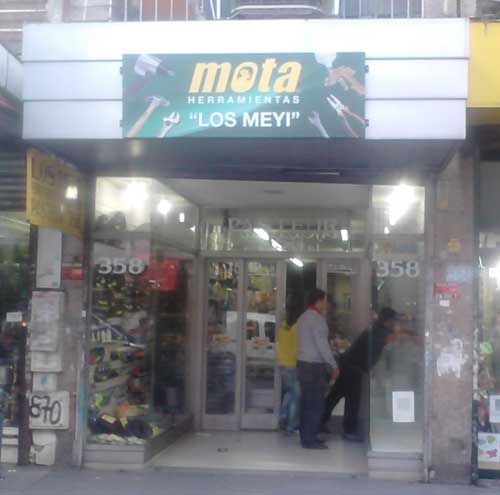 mota
HERRAMIENTAS
"LOS MEYI"
358
358
870